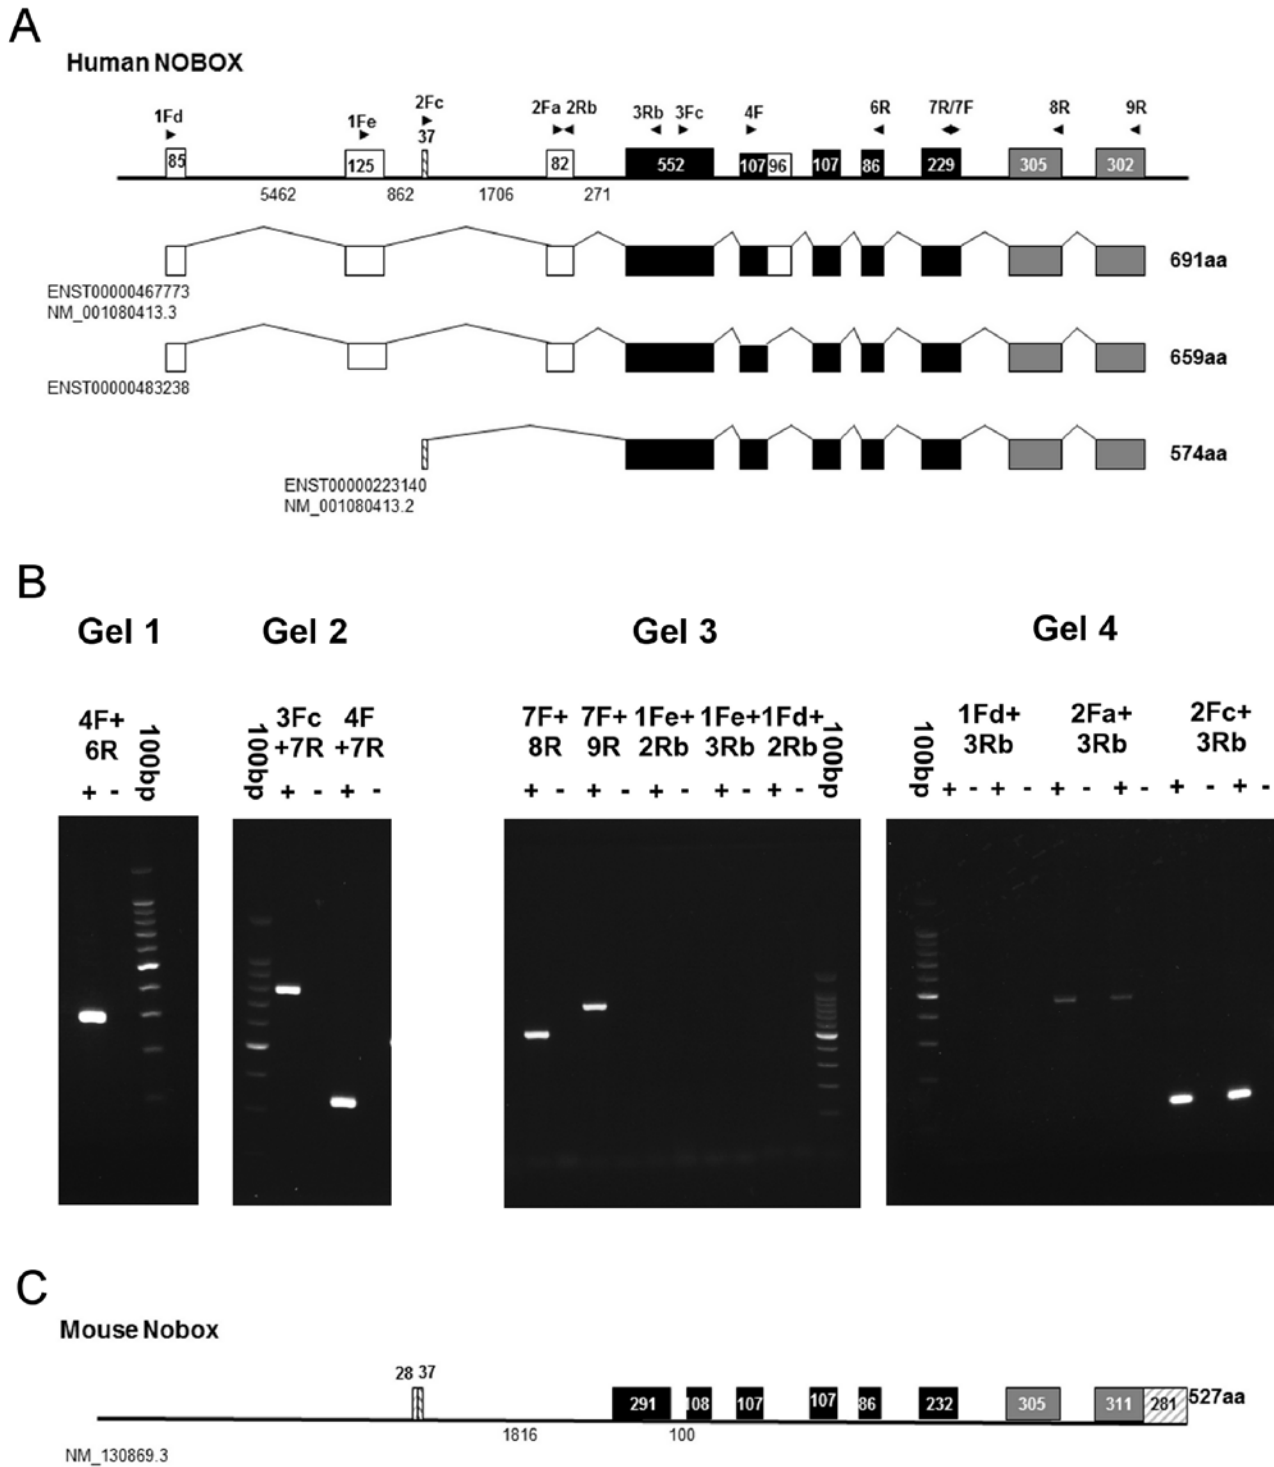 A
Human NOBOX
1Fd
1Fe
2Fc
2Fa 2Rb
3Rb
3Fc
4F
6R
7R/7F
8R
9R
85
125
37
82
552
107
96
107
86
229
305
302
5462
862
1706
271
691aa
ENST00000467773
NM_001080413.3
659aa
ENST00000483238
574aa
ENST00000223140
NM_001080413.2
B
Gel 1
Gel 2
Gel 3
Gel 4
4F+
6R
100bp
+ -
100bp
3Fc
+7R
4F
+7R
+ - + -
7F+
8R
7F+
9R
1Fe+
2Rb
1Fe+
3Rb
1Fd+
2Rb
100bp
+ - + - + - + - + -
100bp
1Fd+
3Rb
2Fa+
3Rb
2Fc+
3Rb
+ - + - + - + - + - + -
C
Mouse Nobox
28 37
291
108
107
107
86
232
305
311
281
527aa
1816
100
NM_130869.3